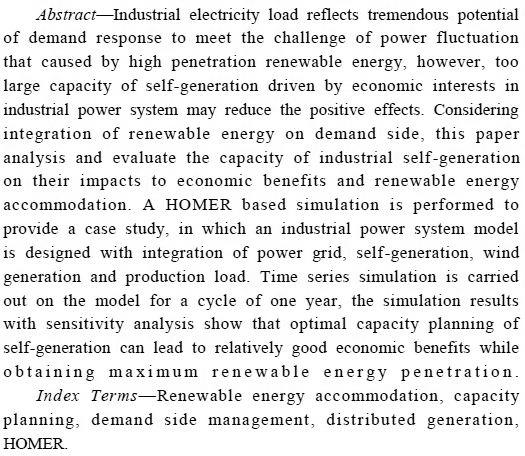 Abstract—Industrial electricity load reflects tremendous potential
of demand response to meet the challenge of power fluctuation
that caused by high penetration renewable energy, however, too
large capacity of self-generation driven by economic interests in
industrial power system may reduce the positive effects. Considering
integration of renewable energy on demand side, this paper
analysis and evaluate the capacity of industrial self-generation
on their impacts to economic benefits and renewable energy
accommodation. A HOMER based simulation is performed to
provide a case study, in which an industrial power system model
is designed with integration of power grid, self-generation, wind
generation and production load. Time series simulation is carried
out on the model for a cycle of one year, the simulation results
with sensitivity analysis show that optimal capacity planning of
self-generation can lead to relatively good economic benefits while
obtaining maximum renewable energy penetration.
Index Terms—Renewable energy accommodation, capacity
planning, demand side management, distributed generation,
HOMER.